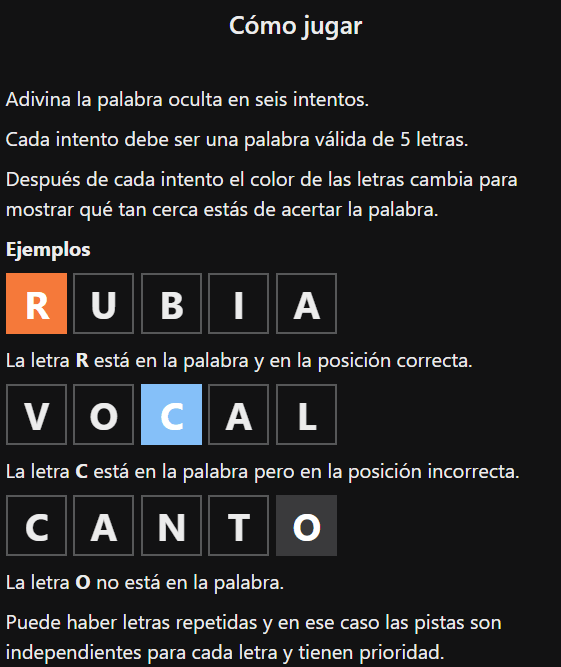 Cómo jugar
Adivina la palabra oculta en seis intentos.
Cada intento debe ser una palabra válida de 5 letras.
Después de cada intento el color de las letras cambia para
mostrar qué tan cerca estás de acertar la palabra.
Ejemplos
R U B I A
La letra R está en la palabra y en la posición correcta.
V O C A L
La letra C está en la palabra pero en la posición incorrecta.
C A N T O
La letra O no está en la palabra.
Puede haber letras repetidas y en ese caso las pistas son
independientes para cada letra y tienen prioridad.